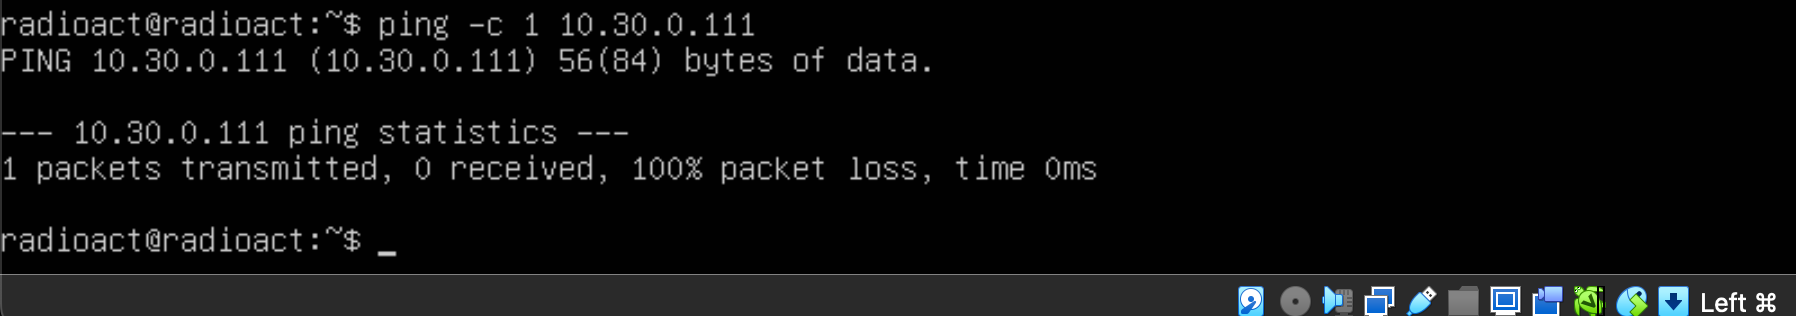 radioact@radioact:~$ ping -c 1 10.30.0.111
PING 10.30.0.111 (10.30.0.111) 56(84) bytes of data.
--- 10.30.0.111 ping statistics ---
1 packets transmitted, 0 received, 100% packet loss, time 0ms
radioact@radioact:~$ _
Left ⌘